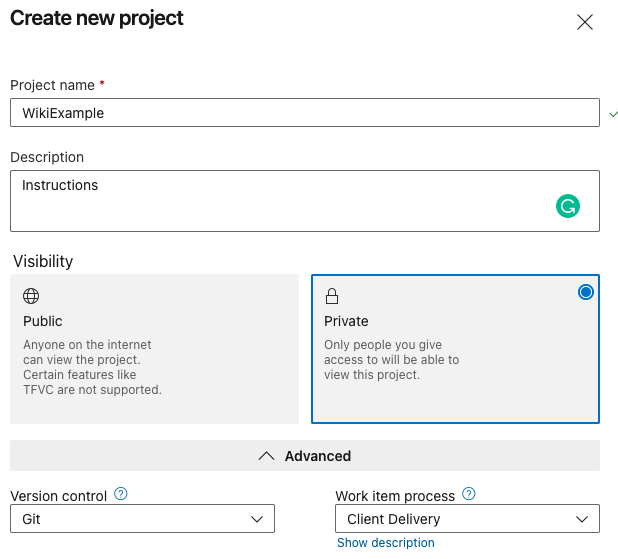 Create new project
Project name *
WikiExample
Description
Instructions
Visibility
Public
Anyone on the internet
can view the project.
Certain features like
TFVC are not supported.
Private
Only people you give
access to will be able to
view this project.
Advanced
Version control ?
Git
Work item process ?
Client Delivery
Show description